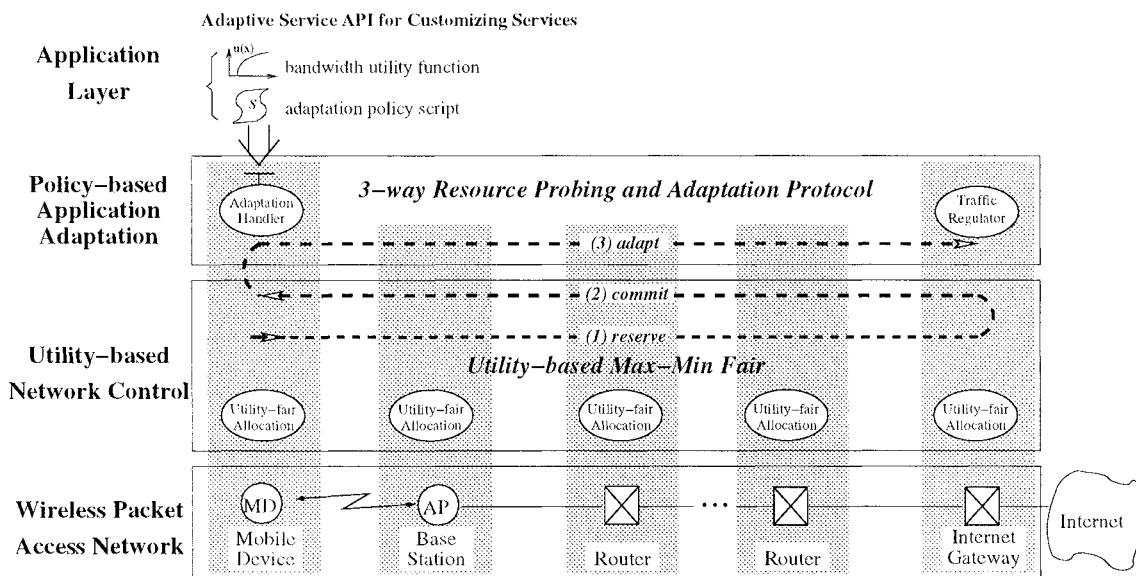 Adaptive Service API for Customizing Services
Application
Layer
u(x)
bandwidth utility function
S
adaptation policy script
Policy-based
Application
Adaptation
3-way Resource Probing and Adaptation Protocol
Adaptation
Handler
Traffic
Regulator
(3) adapt
(2) commit
(1) reserve
Utility-based
Network Control
Utility-based Max-Min Fair
Utility-fair
Allocation
Utility-fair
Allocation
Utility-fair
Allocation
Utility-fair
Allocation
Utility-fair
Allocation
Wireless Packet
Access Network
MD
Mobile
Device
AP
Base
Station
Router
...
Router
Internet
Gateway
Internet